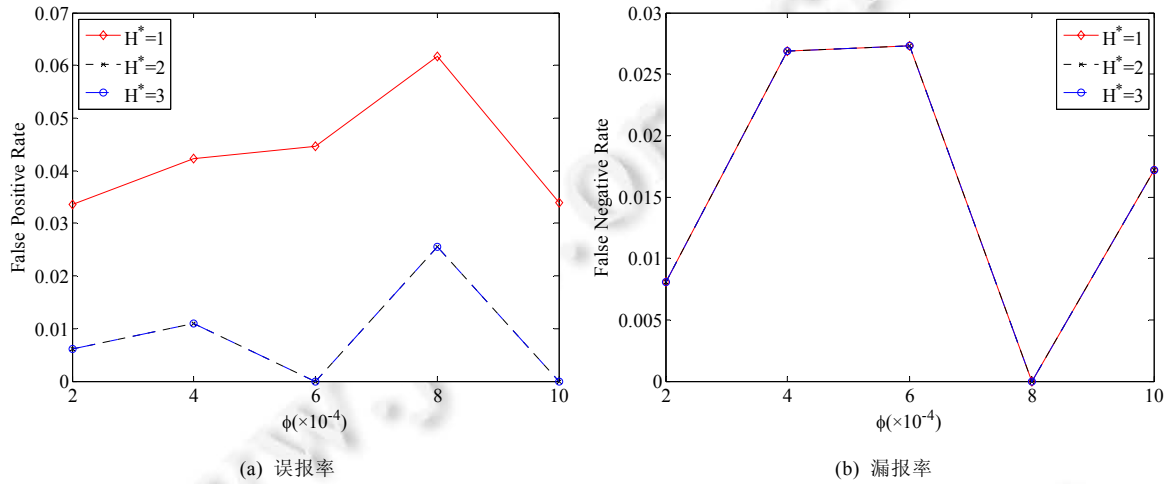 0.07
0.06
0.05
0.04
0.03
0.02
0.01
0
2
4
6
8
10
False Positive Rate
ϕ(×10^-4)
H*=1
H*=2
H*=3
(a) 误报率
0.03
0.025
0.02
0.015
0.01
0.005
0
2
4
6
8
10
False Negative Rate
ϕ(×10^-4)
H*=1
H*=2
H*=3
(b) 漏报率